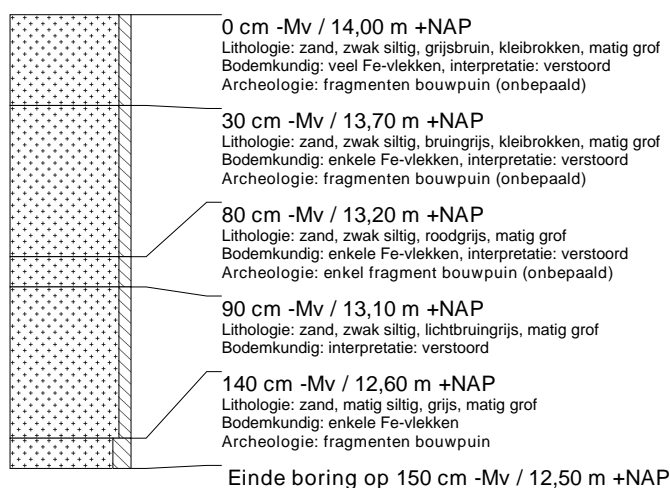 0 cm -Mv / 14,00 m +NAP
Lithologie: zand, zwak siltig, grijsbruin, kleibrokken, matig grof
Bodemkundig: veel Fe-vlekken, interpretatie: verstoord
Archeologie: fragmenten bouwpuin (onbepaald)
30 cm -Mv / 13,70 m +NAP
Lithologie: zand, zwak siltig, bruingrijs, kleibrokken, matig grof
Bodemkundig: enkele Fe-vlekken, interpretatie: verstoord
Archeologie: fragmenten bouwpuin (onbepaald)
80 cm -Mv / 13,20 m +NAP
Lithologie: zand, zwak siltig, roodgrijs, matig grof
Bodemkundig: enkele Fe-vlekken, interpretatie: verstoord
Archeologie: enkel fragment bouwpuin (onbepaald)
90 cm -Mv / 13,10 m +NAP
Lithologie: zand, zwak siltig, lichtbruingrijs, matig grof
Bodemkundig: interpretatie: verstoord
140 cm -Mv / 12,60 m +NAP
Lithologie: zand, matig siltig, grijs, matig grof
Bodemkundig: enkele Fe-vlekken
Archeologie: fragmenten bouwpuin
Einde boring op 150 cm -Mv / 12,50 m +NAP